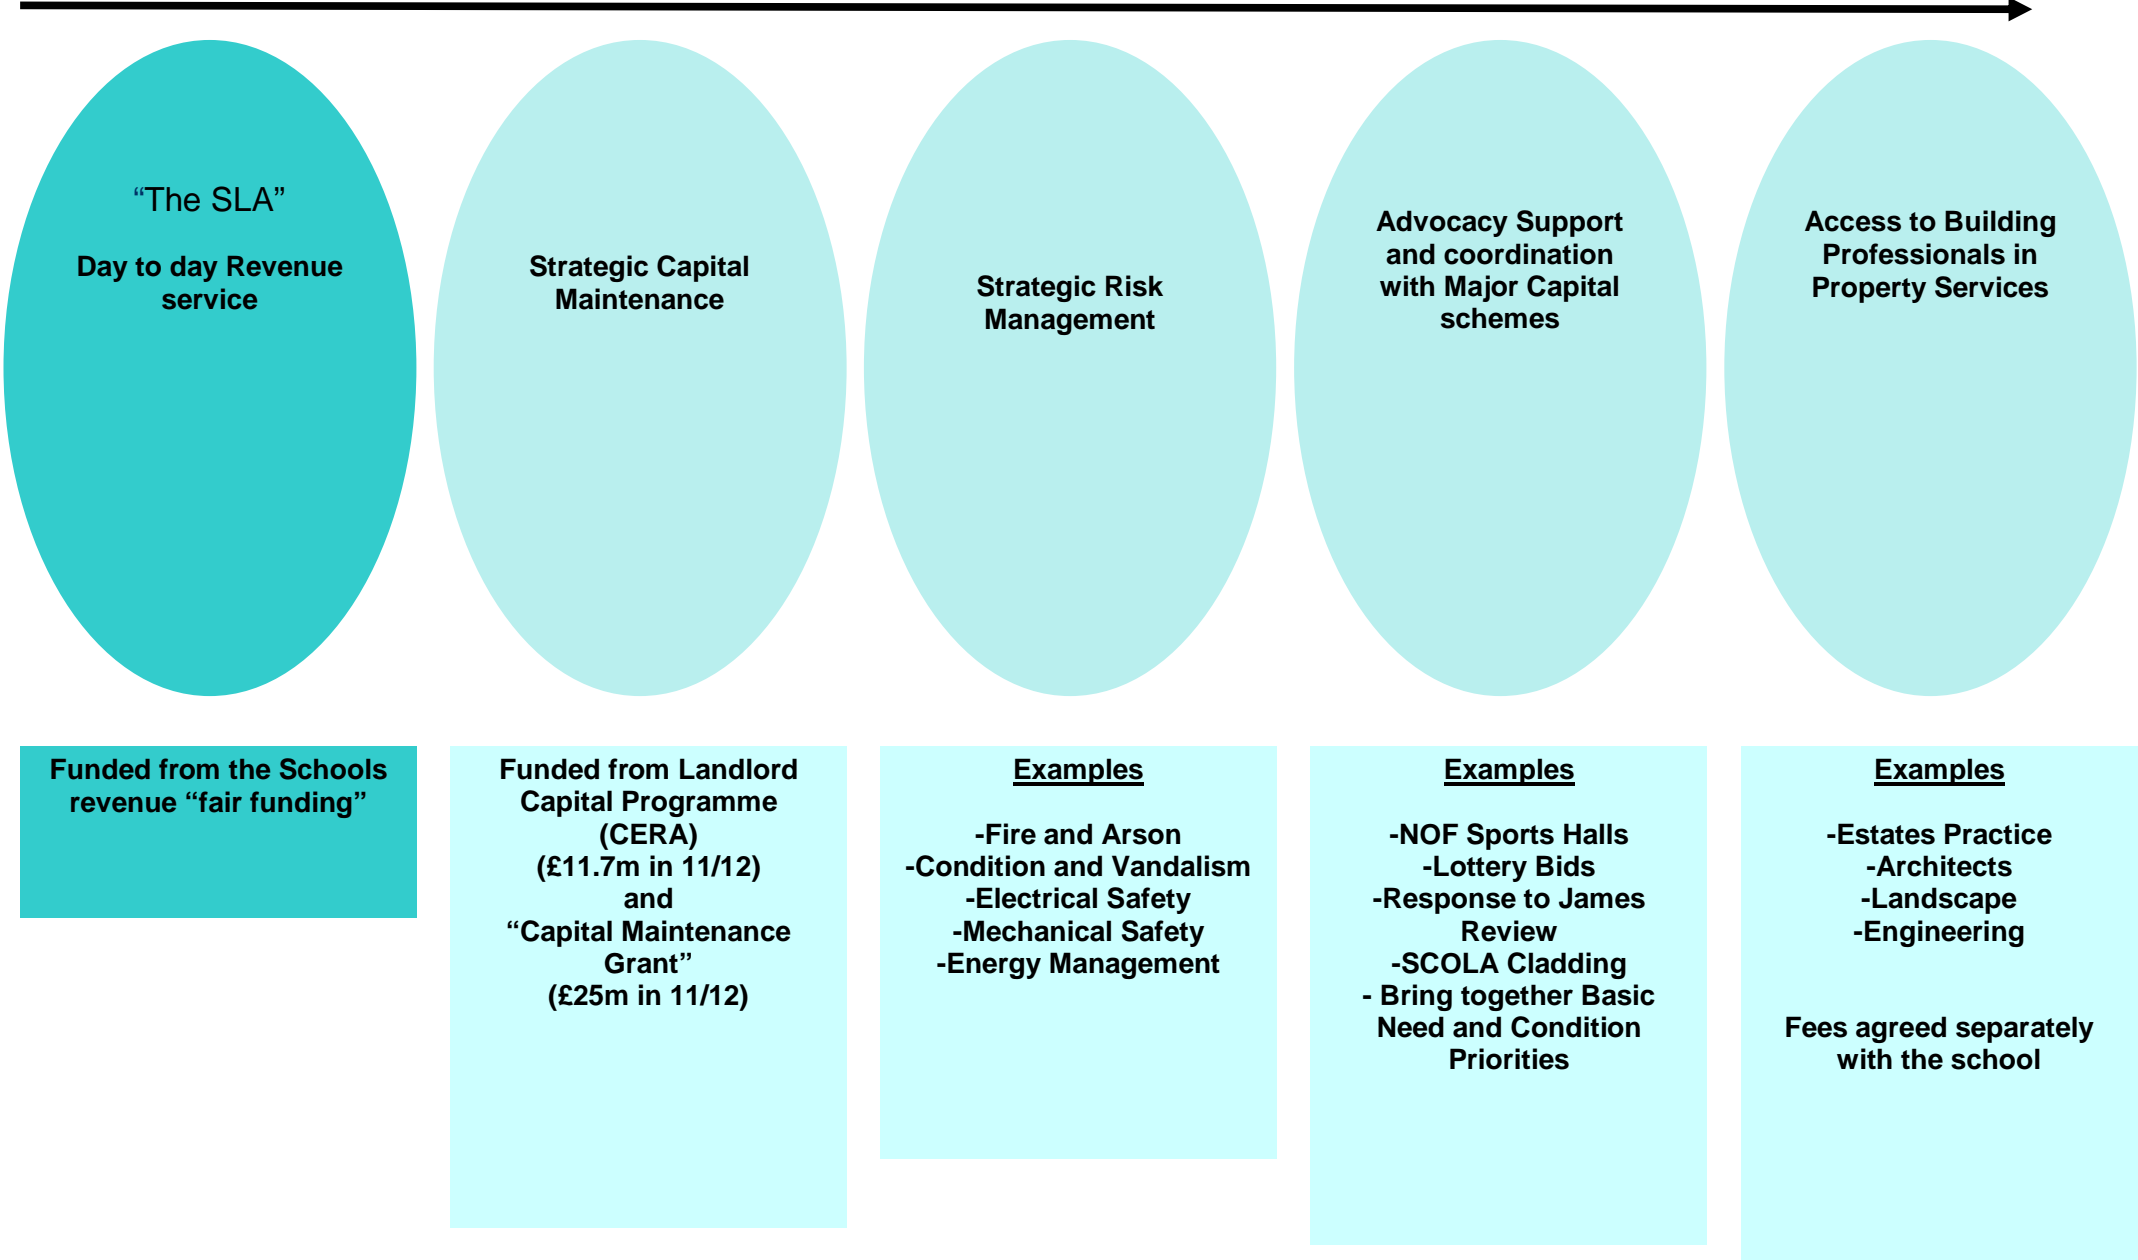 “The SLA”
Day to day Revenue
service
Strategic Capital
Maintenance
Strategic Risk
Management
Advocacy Support
and coordination
with Major Capital
schemes
Access to Building
Professionals in
Property Services
Funded from the Schools
revenue “fair funding”
Funded from Landlord
Capital Programme
(CERA)
(£11.7m in 11/12)
and
“Capital Maintenance
Grant”
(£25m in 11/12)
Examples
-Fire and Arson
-Condition and Vandalism
-Electrical Safety
-Mechanical Safety
-Energy Management
Examples
-NOF Sports Halls
-Lottery Bids
-Response to James
Review
-SCOLA Cladding
- Bring together Basic
Need and Condition
Priorities
Examples
-Estates Practice
-Architects
-Landscape
-Engineering
Fees agreed separately
with the school